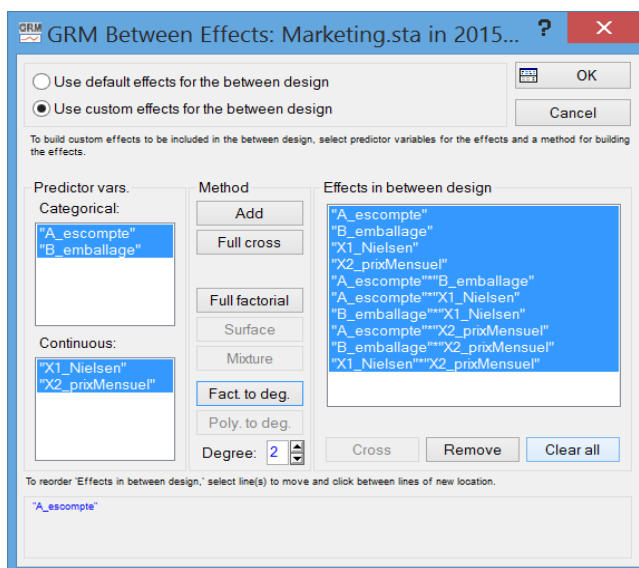 GRM GRM Between Effects: Marketing.sta in 2015... ? X
Use default effects for the between design
Use custom effects for the between design
OK
Cancel
To build custom effects to be included in the between design, select predictor variables for the effects and a method for building
the effects.
Predictor vars.
Categorical:
"A_escompte"
"B_emballage"
Continuous:
"X1_Nielsen"
"X2_prixMensuel"
Method
Add
Full cross
Full factorial
Surface
Mixture
Fact. to deg.
Poly. to deg.
Degree: 2
Effects in between design
"A_escompte"
"B_emballage"
"X1_Nielsen"
"X2_prixMensuel"
"A_escompte"*"B_emballage"
"A_escompte"*"X1_Nielsen"
"B_emballage"*"X1_Nielsen"
"A_escompte"*"X2_prixMensuel"
"B_emballage"*"X2_prixMensuel"
"X1_Nielsen"*"X2_prixMensuel"
Cross
Remove
Clear all
To reorder 'Effects in between design,' select line(s) to move and click between lines of new location.
"A_escompte"